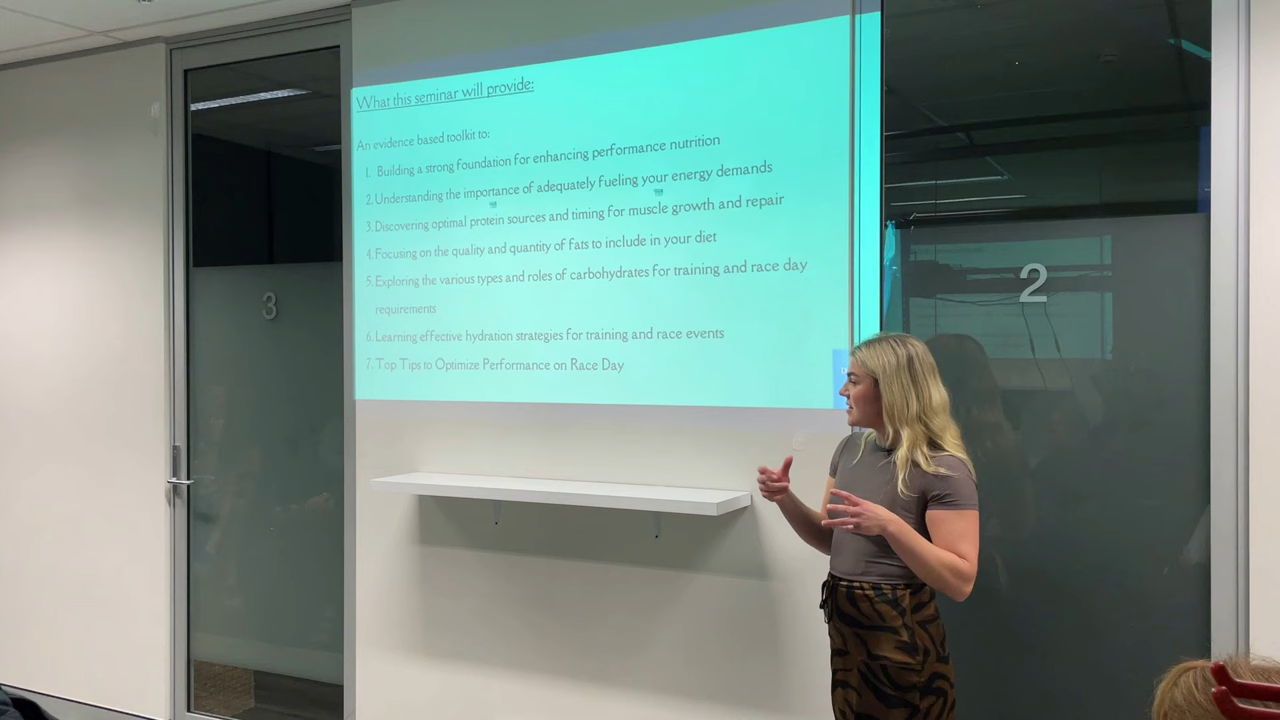 What this seminar will provide:
An evidence based toolkit to:
1. Building a strong foundation for enhancing performance nutrition
2. Understanding the importance of adequately fueling your energy demands
3. Discovering optimal protein sources and timing for muscle growth and repair
4. Focusing on the quality and quantity of fats to include in your diet
5. Exploring the various types and roles of carbohydrates for training and race day
requirements
6. Learning effective hydration strategies for training and race events
7. Top Tips to Optimize Performance on Race Day
3
2